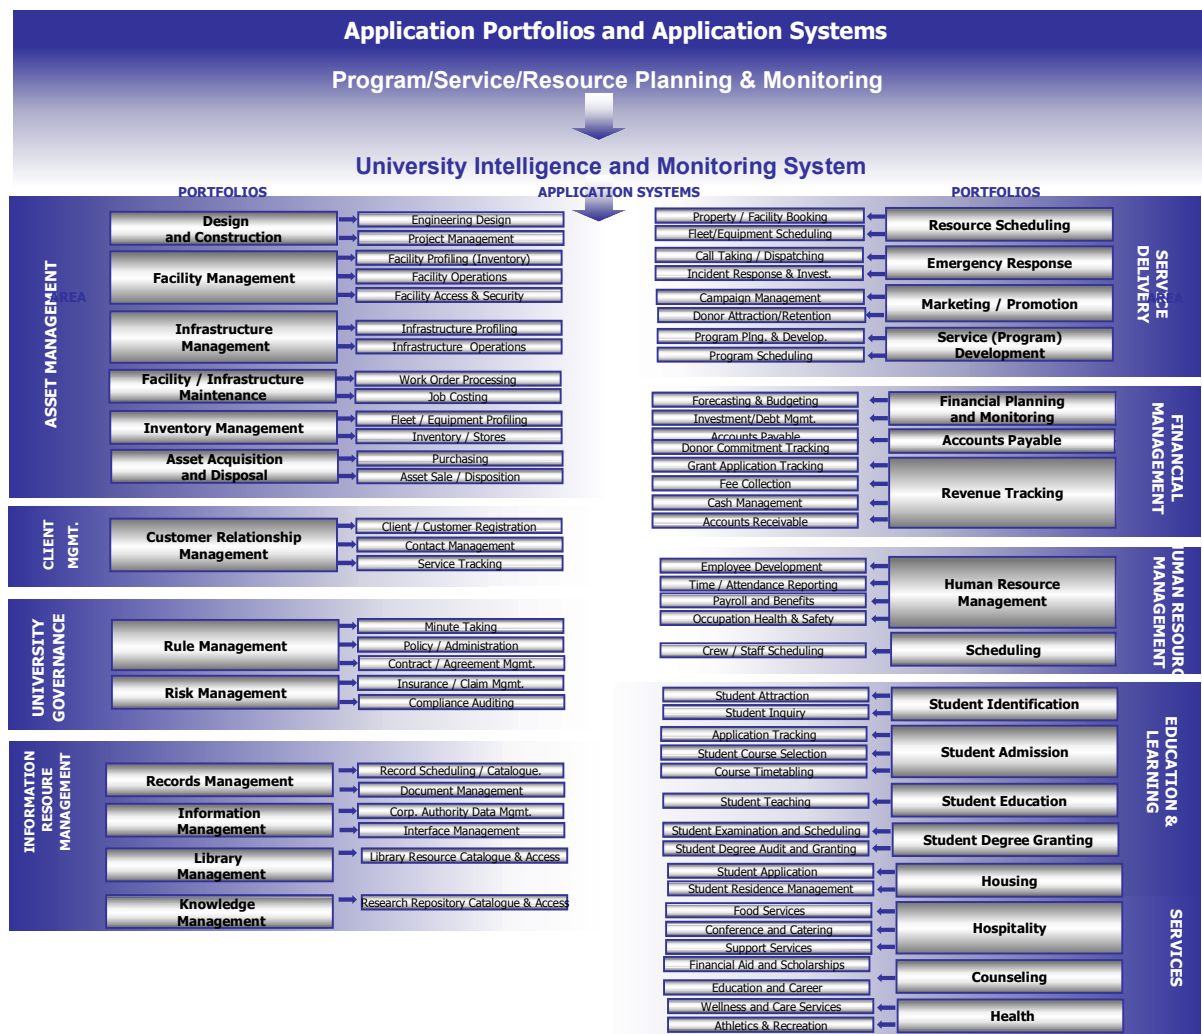 Application Portfolios and Application Systems
Program/Service/Resource Planning & Monitoring
University Intelligence and Monitoring System
PORTFOLIOS
APPLICATION SYSTEMS
PORTFOLIOS
ASSET MANAGEMENT
AREA
Design
and Construction
Engineering Design
Project Management
Facility Management
Facility Profiling (Inventory)
Facility Operations
Facility Access & Security
Infrastructure
Management
Infrastructure Profiling
Infrastructure Operations
Facility / Infrastructure
Maintenance
Work Order Processing
Job Costing
Inventory Management
Fleet / Equipment Profiling
Inventory / Stores
Asset Acquisition
and Disposal
Purchasing
Asset Sale / Disposition
CLIENT
MGMT.
Customer Relationship
Management
Client / Customer Registration
Contact Management
Service Tracking
UNIVERSITY
GOVERNANCE
Rule Management
Minute Taking
Policy / Administration
Contract / Agreement Mgmt.
Risk Management
Insurance / Claim Mgmt.
Compliance Auditing
INFORMATION
RESOURE
MANAGEMENT
Records Management
Record Scheduling / Catalogue.
Document Management
Information
Management
Corp. Authority Data Mgmt.
Interface Management
Library
Management
Library Resource Catalogue & Access
Knowledge
Management
Research Repository Catalogue & Access
Property / Facility Booking
Fleet/Equipment Scheduling
Resource Scheduling
Call Taking / Dispatching
Incident Response & Invest.
Emergency Response
Campaign Management
Donor Attraction/Retention
Marketing / Promotion
Program Plng. & Develop.
Program Scheduling
Service (Program)
Development
SERVICE
DELIVERY
AREA
Forecasting & Budgeting
Investment/Debt Mgmt.
Financial Planning
and Monitoring
Accounts Payable
Accounts Payable
Donor Commitment Tracking
Grant Application Tracking
Fee Collection
Cash Management
Accounts Receivable
Revenue Tracking
FINANCIAL
MANAGEMENT
Employee Development
Time / Attendance Reporting
Payroll and Benefits
Occupation Health & Safety
Human Resource
Management
Crew / Staff Scheduling
Scheduling
UMAN RESOURC
MANAGEMENT
Student Attraction
Student Inquiry
Student Identification
Application Tracking
Student Course Selection
Course Timetabling
Student Admission
Student Teaching
Student Education
Student Examination and Scheduling
Student Degree Audit and Granting
Student Degree Granting
EDUCATION &
LEARNING
Student Application
Student Residence Management
Housing
Food Services
Conference and Catering
Support Services
Hospitality
Financial Aid and Scholarships
Education and Career
Counseling
Wellness and Care Services
Athletics & Recreation
Health
SERVICES